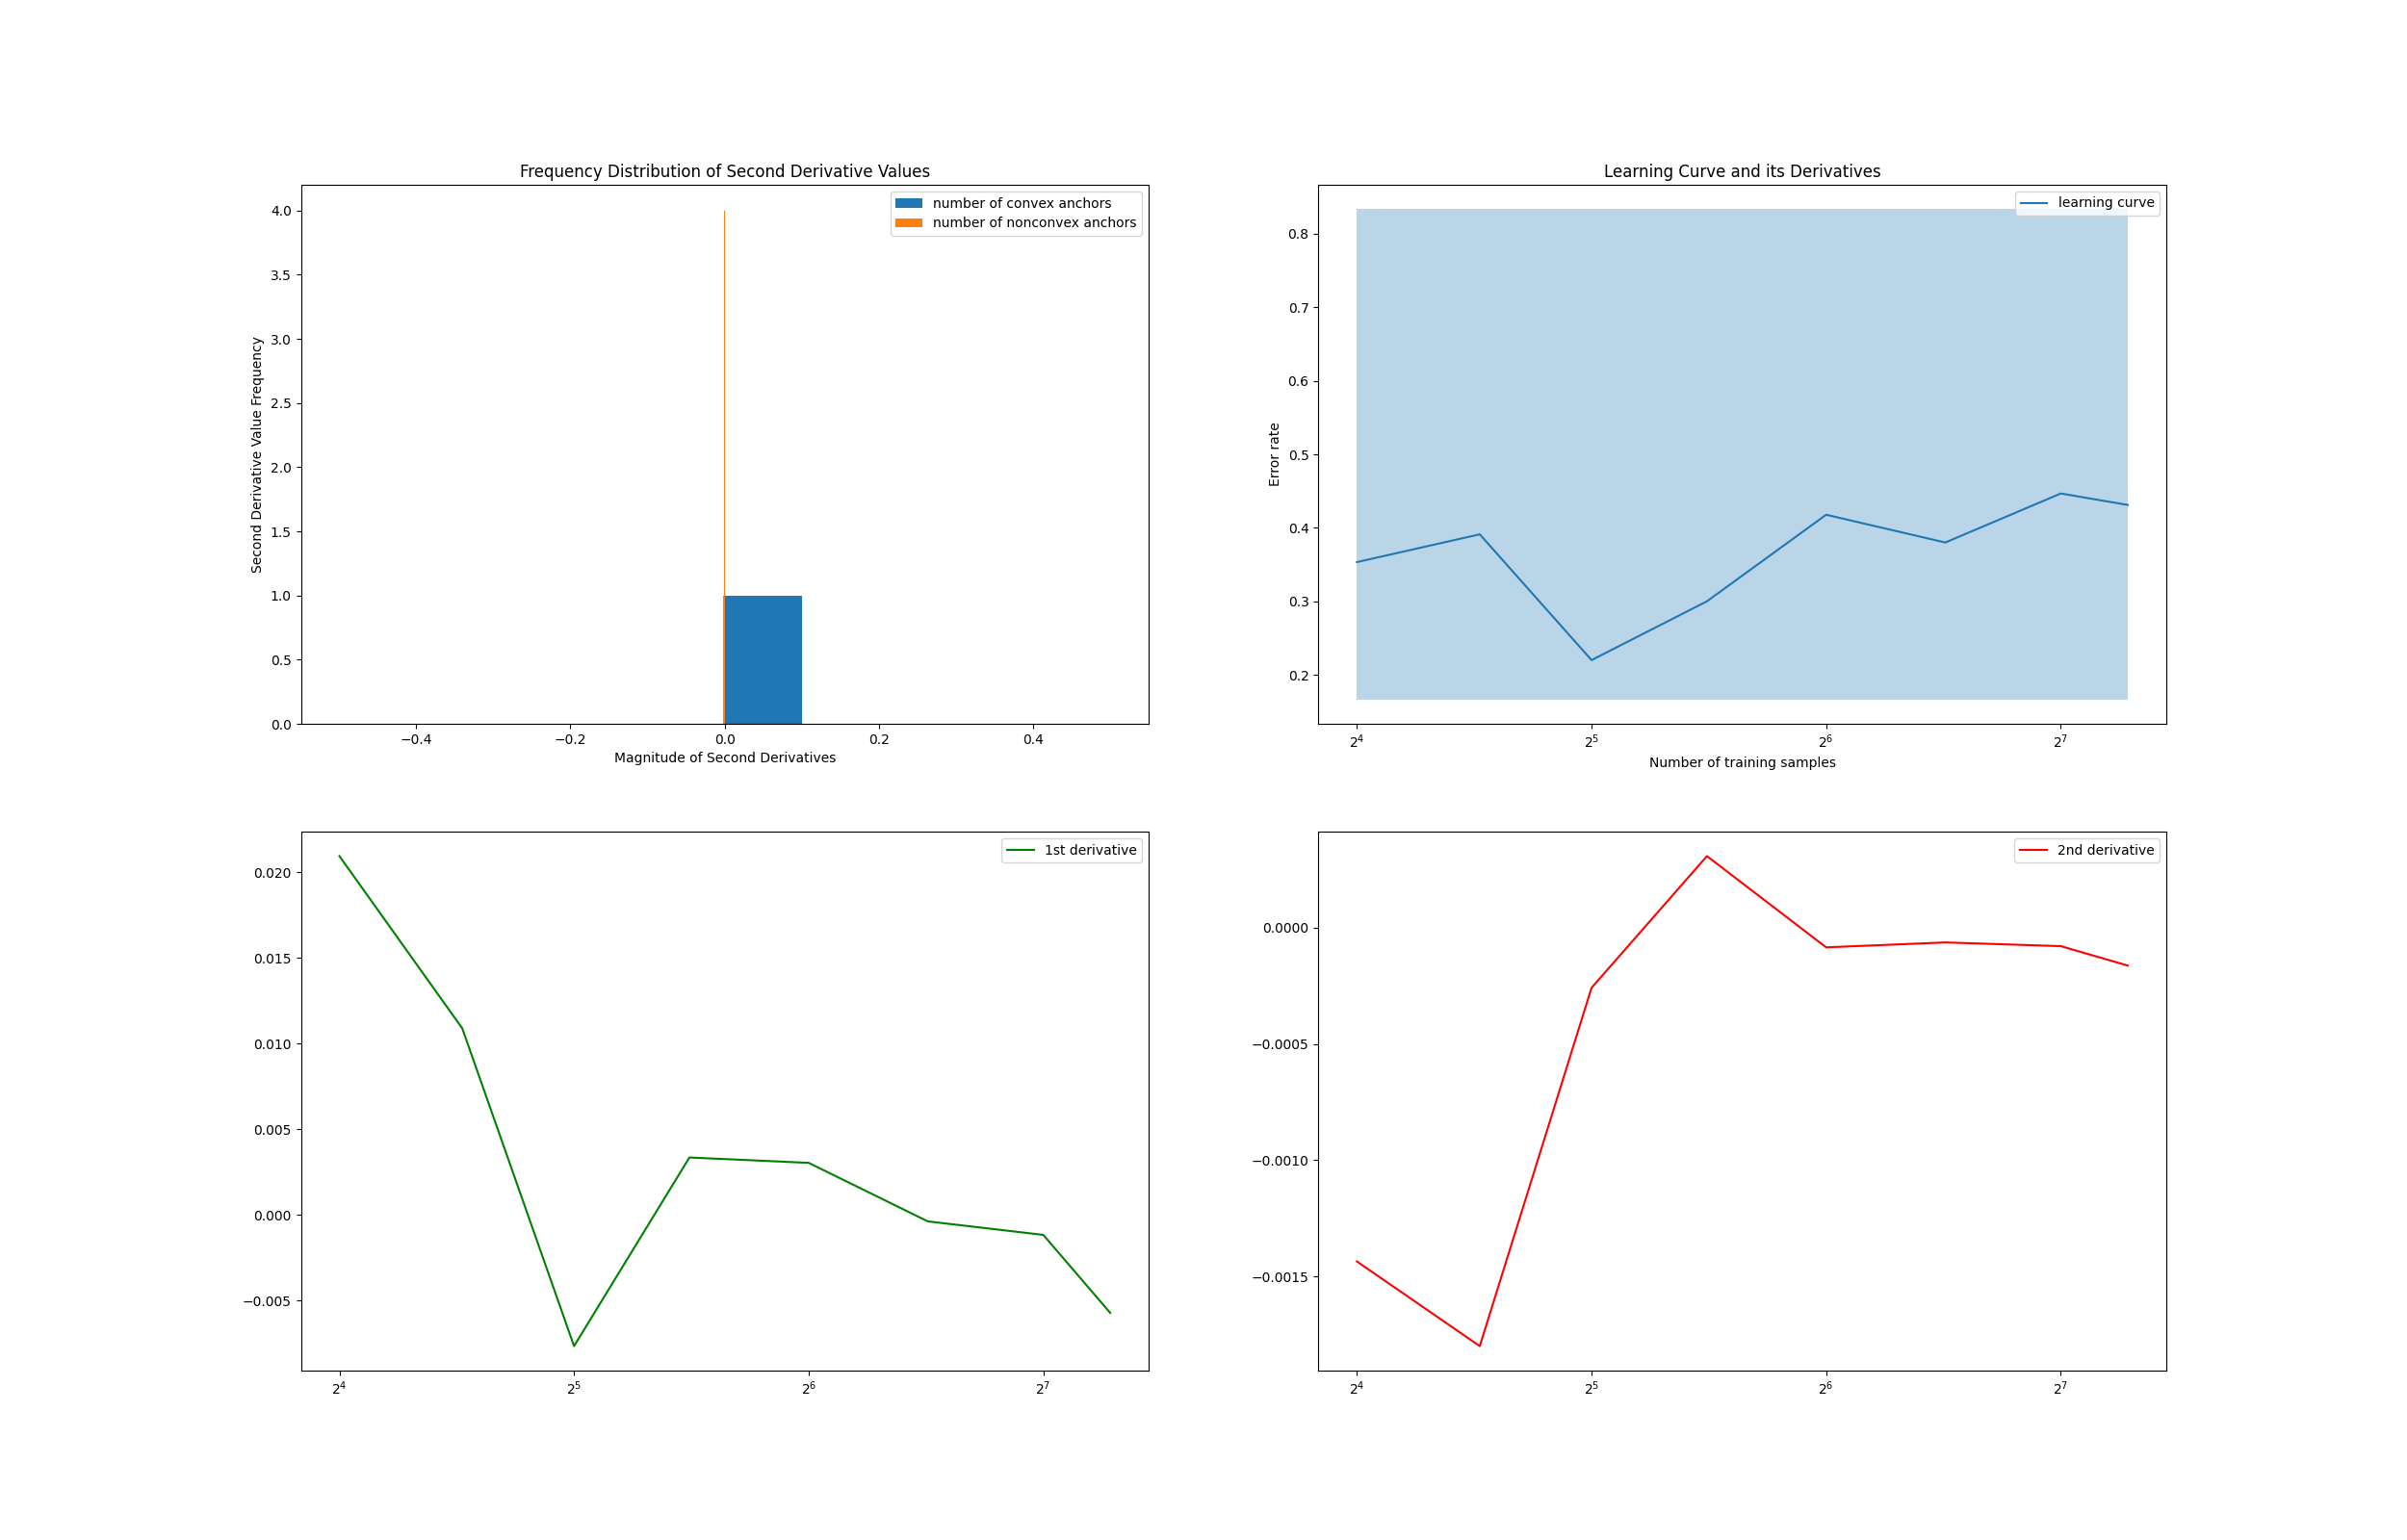 Frequency Distribution of Second Derivative Values
number of convex anchors
number of nonconvex anchors
Second Derivative Value Frequency
4.0
3.5
3.0
2.5
2.0
1.5
1.0
0.5
0.0
−0.4 −0.2 0.0 0.2 0.4
Magnitude of Second Derivatives
Learning Curve and its Derivatives
learning curve
Error rate
0.8
0.7
0.6
0.5
0.4
0.3
0.2
2⁴ 2⁵ 2⁶ 2⁷
Number of training samples
1st derivative
0.020
0.015
0.010
0.005
0.000
−0.005
2⁴ 2⁵ 2⁶ 2⁷
2nd derivative
0.0000
−0.0005
−0.0010
−0.0015
2⁴ 2⁵ 2⁶ 2⁷